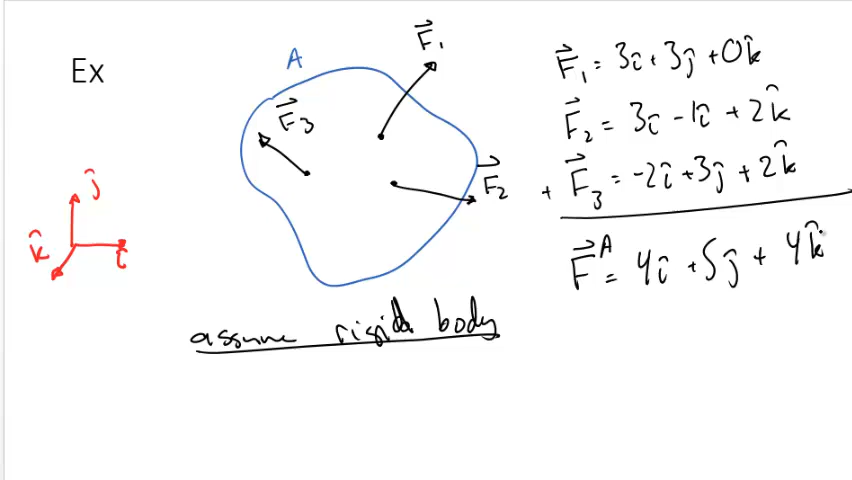 Ex
A
F⃗₁
F⃗₃
F⃗₂
ĵ
k̂
î
F⃗₁ = 3î + 3ĵ + 0k̂
F⃗₂ = 3î - 1î + 2k̂
+ F⃗₃ = -2î + 3ĵ + 2k̂
F⃗ᴬ = 4î + 5ĵ + 4k̂
assume rigid body